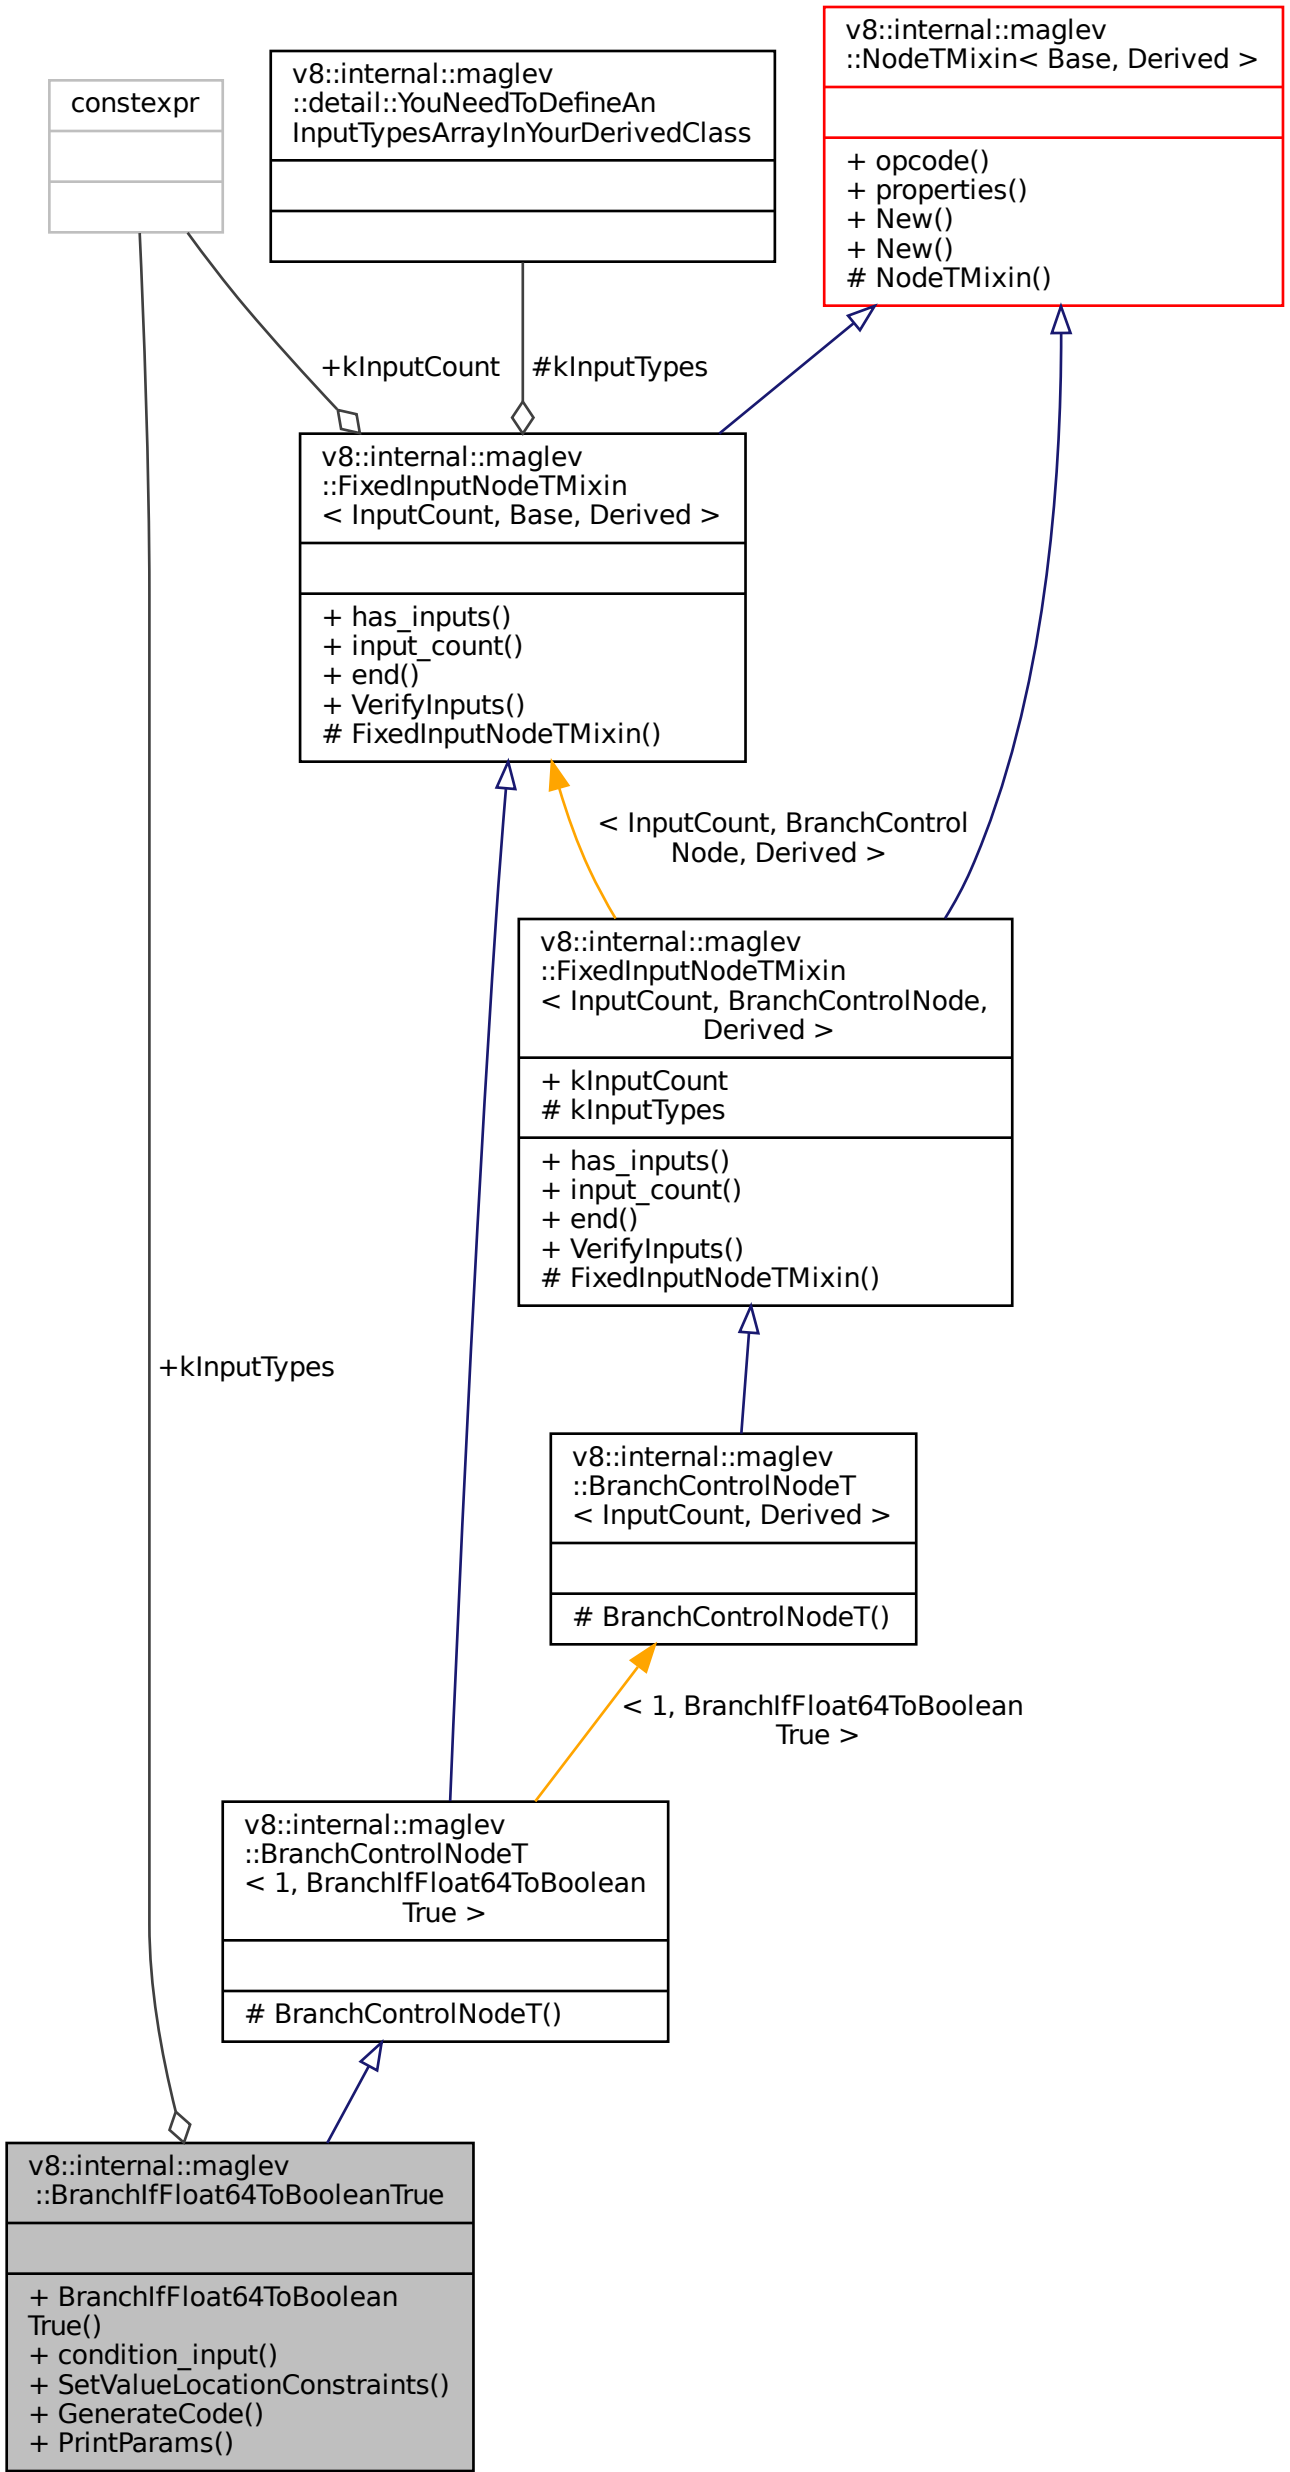 v8::internal::maglev
::NodeTMixin< Base, Derived >
+ opcode()
+ properties()
+ New()
+ New()
# NodeTMixin()
v8::internal::maglev
::detail::YouNeedToDefineAn
InputTypesArrayInYourDerivedClass
constexpr
+kInputCount
#kInputTypes
v8::internal::maglev
::FixedInputNodeTMixin
< InputCount, Base, Derived >
+ has_inputs()
+ input_count()
+ end()
+ VerifyInputs()
# FixedInputNodeTMixin()
< InputCount, BranchControl
Node, Derived >
v8::internal::maglev
::FixedInputNodeTMixin
< InputCount, BranchControlNode,
Derived >
+ kInputCount
# kInputTypes
+ has_inputs()
+ input_count()
+ end()
+ VerifyInputs()
# FixedInputNodeTMixin()
+kInputTypes
v8::internal::maglev
::BranchControlNodeT
< InputCount, Derived >
# BranchControlNodeT()
< 1, BranchIfFloat64ToBoolean
True >
v8::internal::maglev
::BranchControlNodeT
< 1, BranchIfFloat64ToBoolean
True >
# BranchControlNodeT()
v8::internal::maglev
::BranchIfFloat64ToBooleanTrue
+ BranchIfFloat64ToBoolean
True()
+ condition_input()
+ SetValueLocationConstraints()
+ GenerateCode()
+ PrintParams()